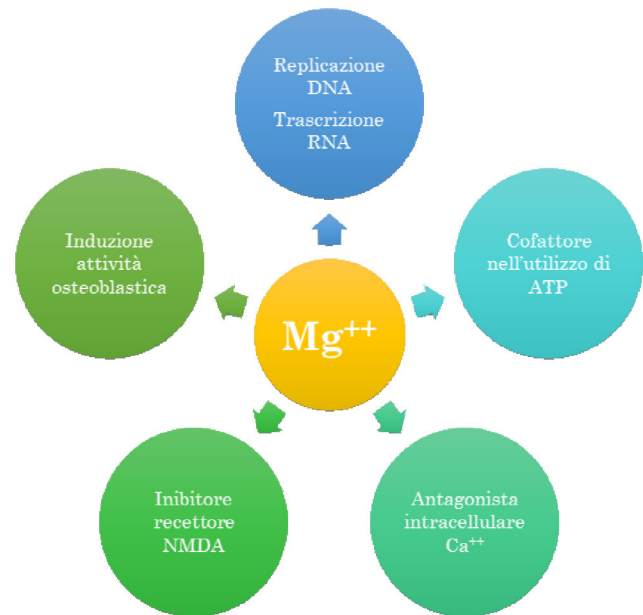 Replicazione
DNA
Trascrizione
RNA
Induzione
attività
osteoblastica
Cofattore
nell'utilizzo di
ATP
Mg⁺⁺
Inibitore
recettore
NMDA
Antagonista
intracellulare
Ca⁺⁺